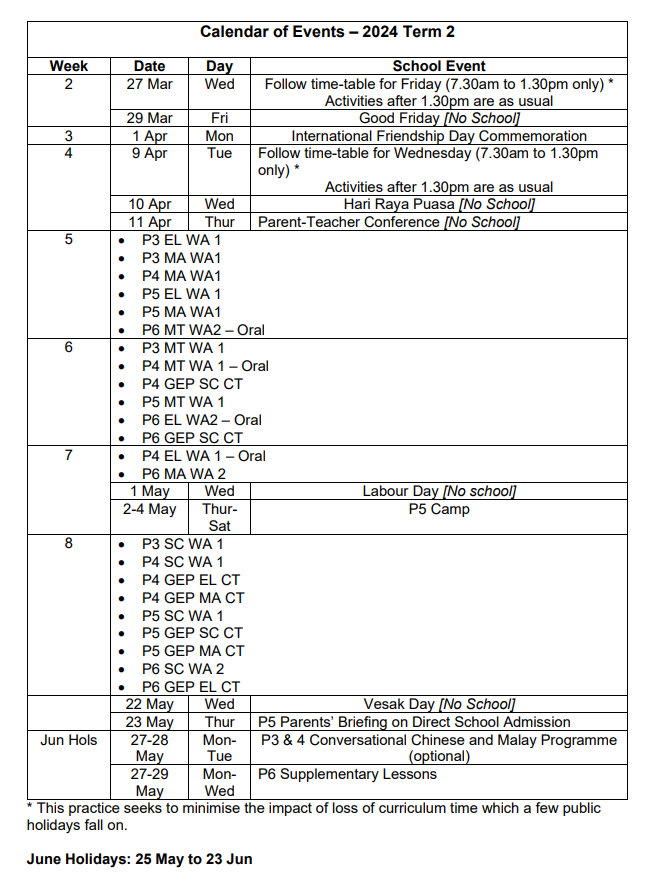 Calendar of Events – 2024 Term 2
Week Date Day School Event
2 27 Mar Wed Follow time-table for Friday (7.30am to 1.30pm only) *
Activities after 1.30pm are as usual
29 Mar Fri Good Friday [No School]
3 1 Apr Mon International Friendship Day Commemoration
4 9 Apr Tue Follow time-table for Wednesday (7.30am to 1.30pm
only) *
Activities after 1.30pm are as usual
10 Apr Wed Hari Raya Puasa [No School]
11 Apr Thur Parent-Teacher Conference [No School]
5 • P3 EL WA 1
• P3 MA WA1
• P4 MA WA1
• P5 EL WA 1
• P5 MA WA1
• P6 MT WA2 – Oral
6 • P3 MT WA 1
• P4 MT WA 1 – Oral
• P4 GEP SC CT
• P5 MT WA 1
• P6 EL WA2 – Oral
• P6 GEP SC CT
7 • P4 EL WA 1 – Oral
• P6 MA WA 2
1 May Wed Labour Day [No school]
2-4 May Thur- P5 Camp
Sat
8 • P3 SC WA 1
• P4 SC WA 1
• P4 GEP EL CT
• P4 GEP MA CT
• P5 SC WA 1
• P5 GEP SC CT
• P5 GEP MA CT
• P6 SC WA 2
• P6 GEP EL CT
22 May Wed Vesak Day [No School]
23 May Thur P5 Parents’ Briefing on Direct School Admission
Jun Hols 27-28 Mon- P3 & 4 Conversational Chinese and Malay Programme
May Tue (optional)
27-29 Mon- P6 Supplementary Lessons
May Wed
* This practice seeks to minimise the impact of loss of curriculum time which a few public
holidays fall on.
June Holidays: 25 May to 23 Jun